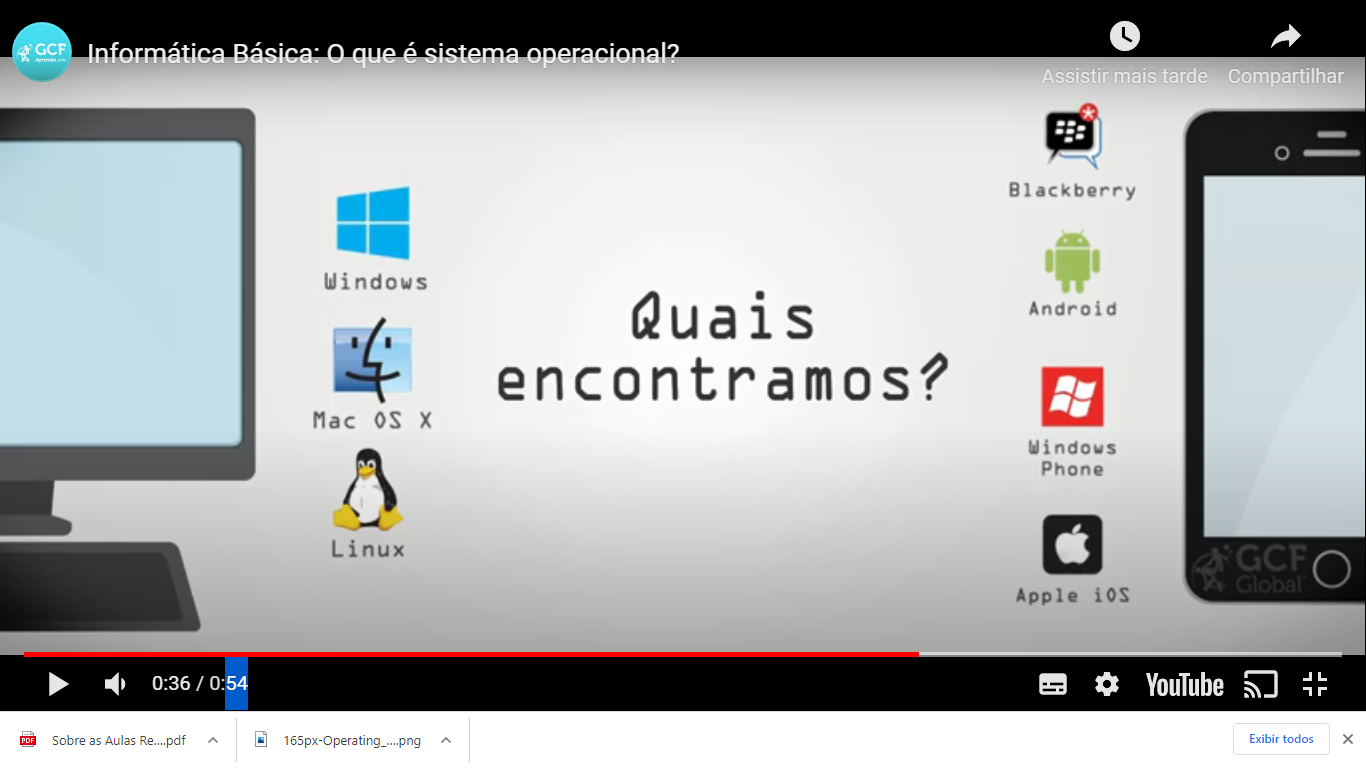 GCF
AprendeLivre
Informática Básica: O que é sistema operacional?
Assistir mais tarde
Compartilhar
Windows
Mac OS X
Linux
Quais
encontramos?
Blackberry
Android
Windows
Phone
Apple iOS
GCF
Global
0:36 / 0:54
YouTube
PDF
Sobre as Aulas Re....pdf
165px-Operating_....png
Exibir todos